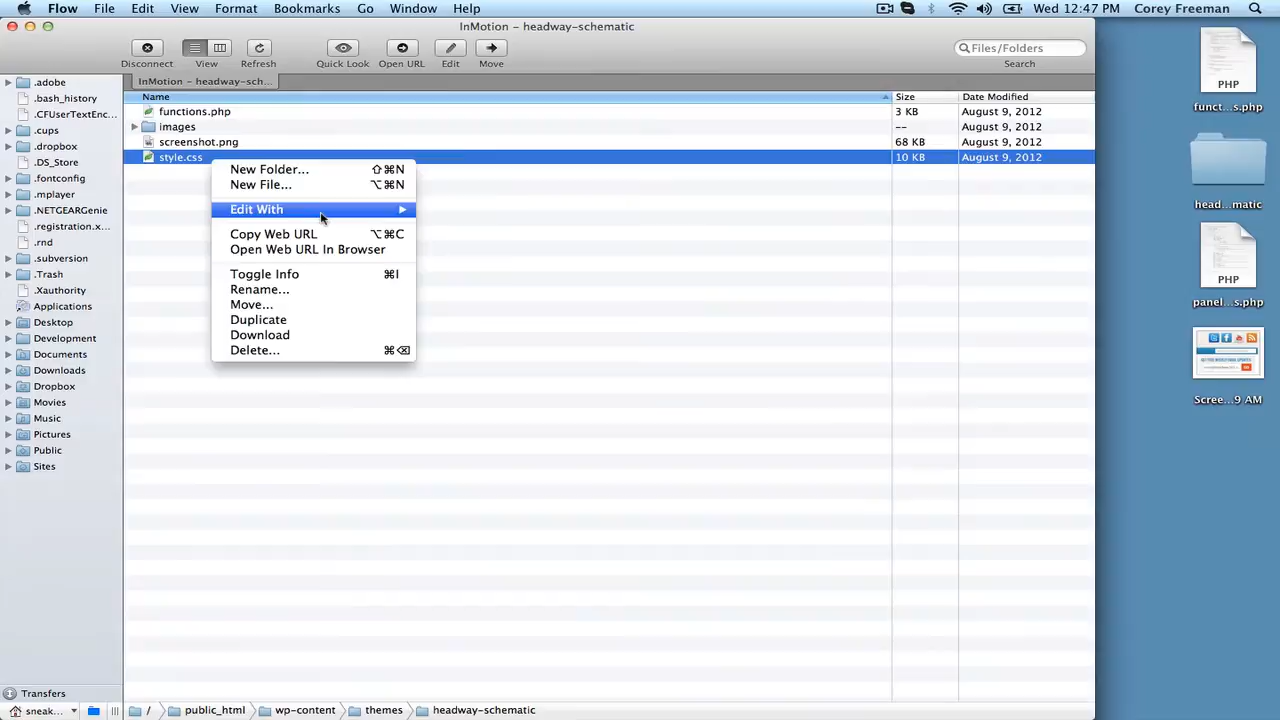 Flow File Edit View Format Bookmarks Go Window Help Wed 12:47 PM Corey Freeman
InMotion – headway-schematic
Disconnect View Refresh Quick Look Open URL Edit Move Search
Files/Folders
InMotion – headway-sch...
Name Size Date Modified
functions.php 3 KB August 9, 2012
images -- August 9, 2012
screenshot.png 68 KB August 9, 2012
style.css 10 KB August 9, 2012
New Folder... ⇧⌘N
New File... ⌥⌘N
Edit With
Copy Web URL ⌥⌘C
Open Web URL In Browser
Toggle Info ⌘I
Rename...
Move...
Duplicate
Download
Delete... ⌘⌫
.adobe
.bash_history
.CFUserTextEnc...
.cups
.dropbox
.DS_Store
.fontconfig
.mplayer
.NETGEARGenie
.registration.x...
.rnd
.subversion
.Trash
.Xauthority
Applications
Desktop
Development
Documents
Downloads
Dropbox
Movies
Music
Pictures
Public
Sites
Transfers
sneak...
/ public_html wp-content themes headway-schematic
PHP
funct...s.php
head...matic
PHP
panel...s.php
Scree...9 AM